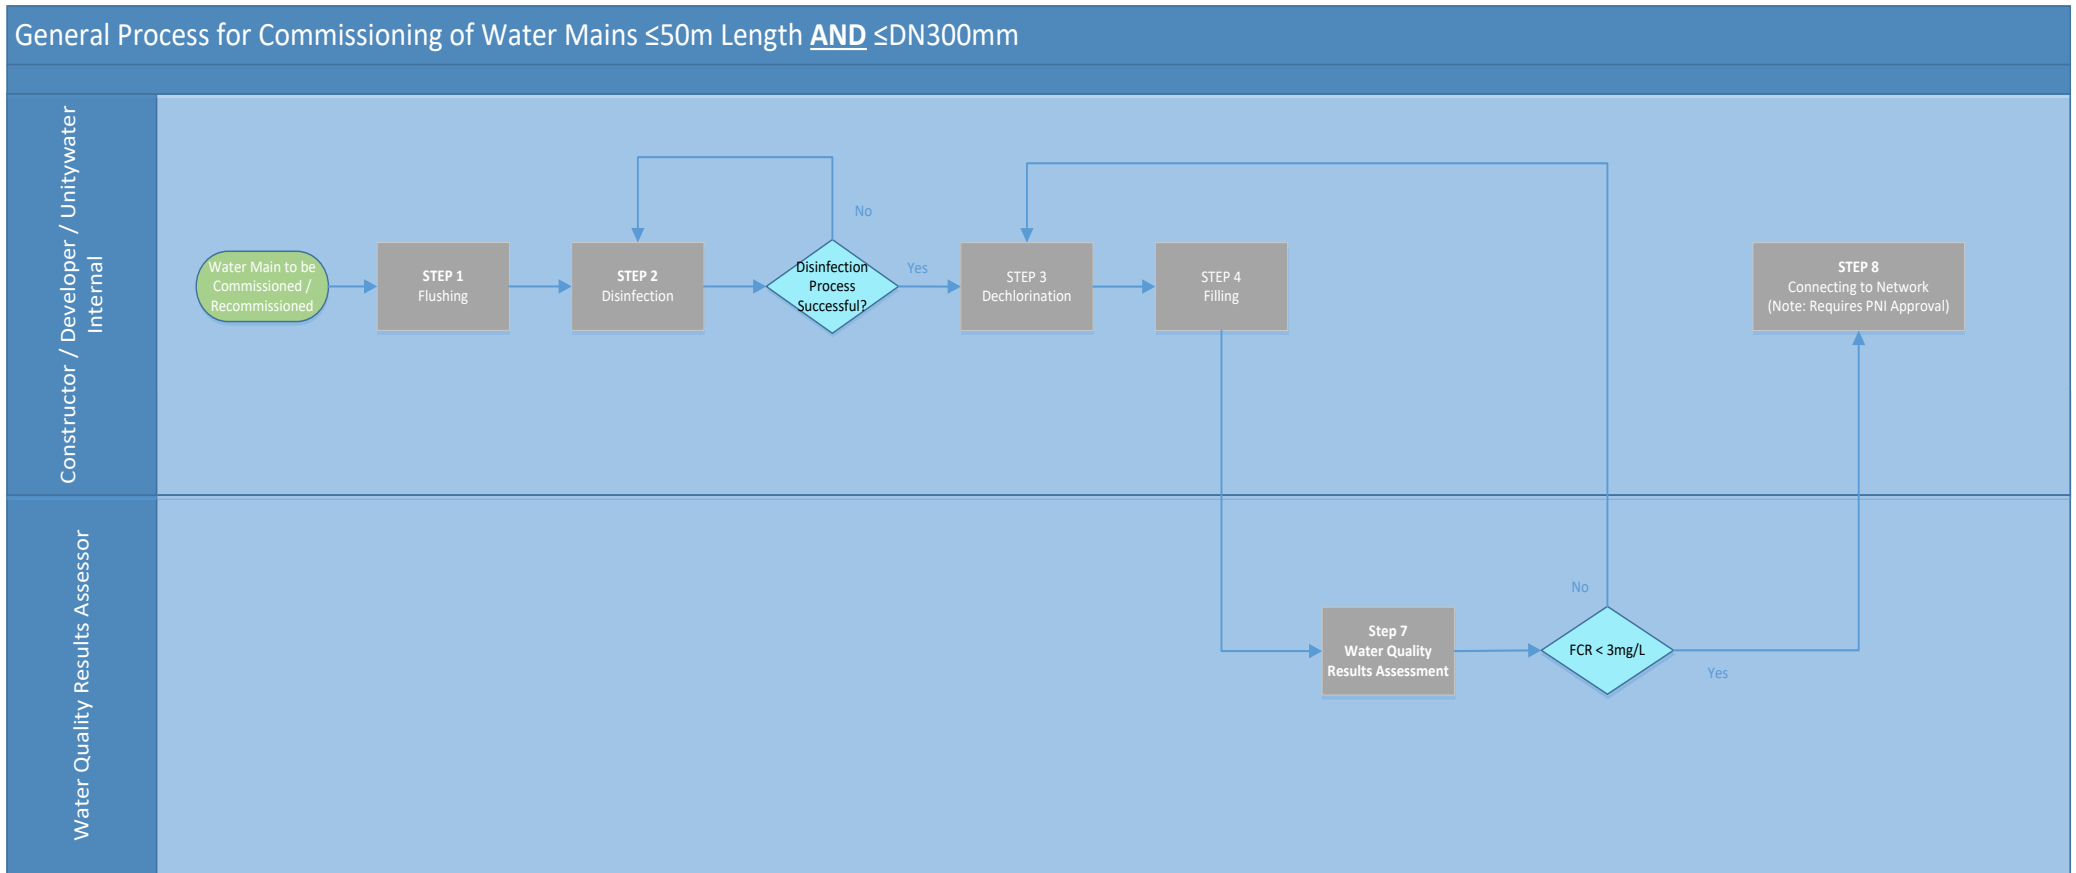 General Process for Commissioning of Water Mains ≤50m Length AND ≤DN300mm
Constructor / Developer / Unitywater
Internal
Water Main to be
Commissioned /
Recommissioned
STEP 1
Flushing
STEP 2
Disinfection
No
Disinfection
Process
Successful?
Yes
STEP 3
Dechlorination
STEP 4
Filling
STEP 8
Connecting to Network
(Note: Requires PNI Approval)
Water Quality Results Assessor
Step 7
Water Quality
Results Assessment
No
FCR < 3mg/L
Yes